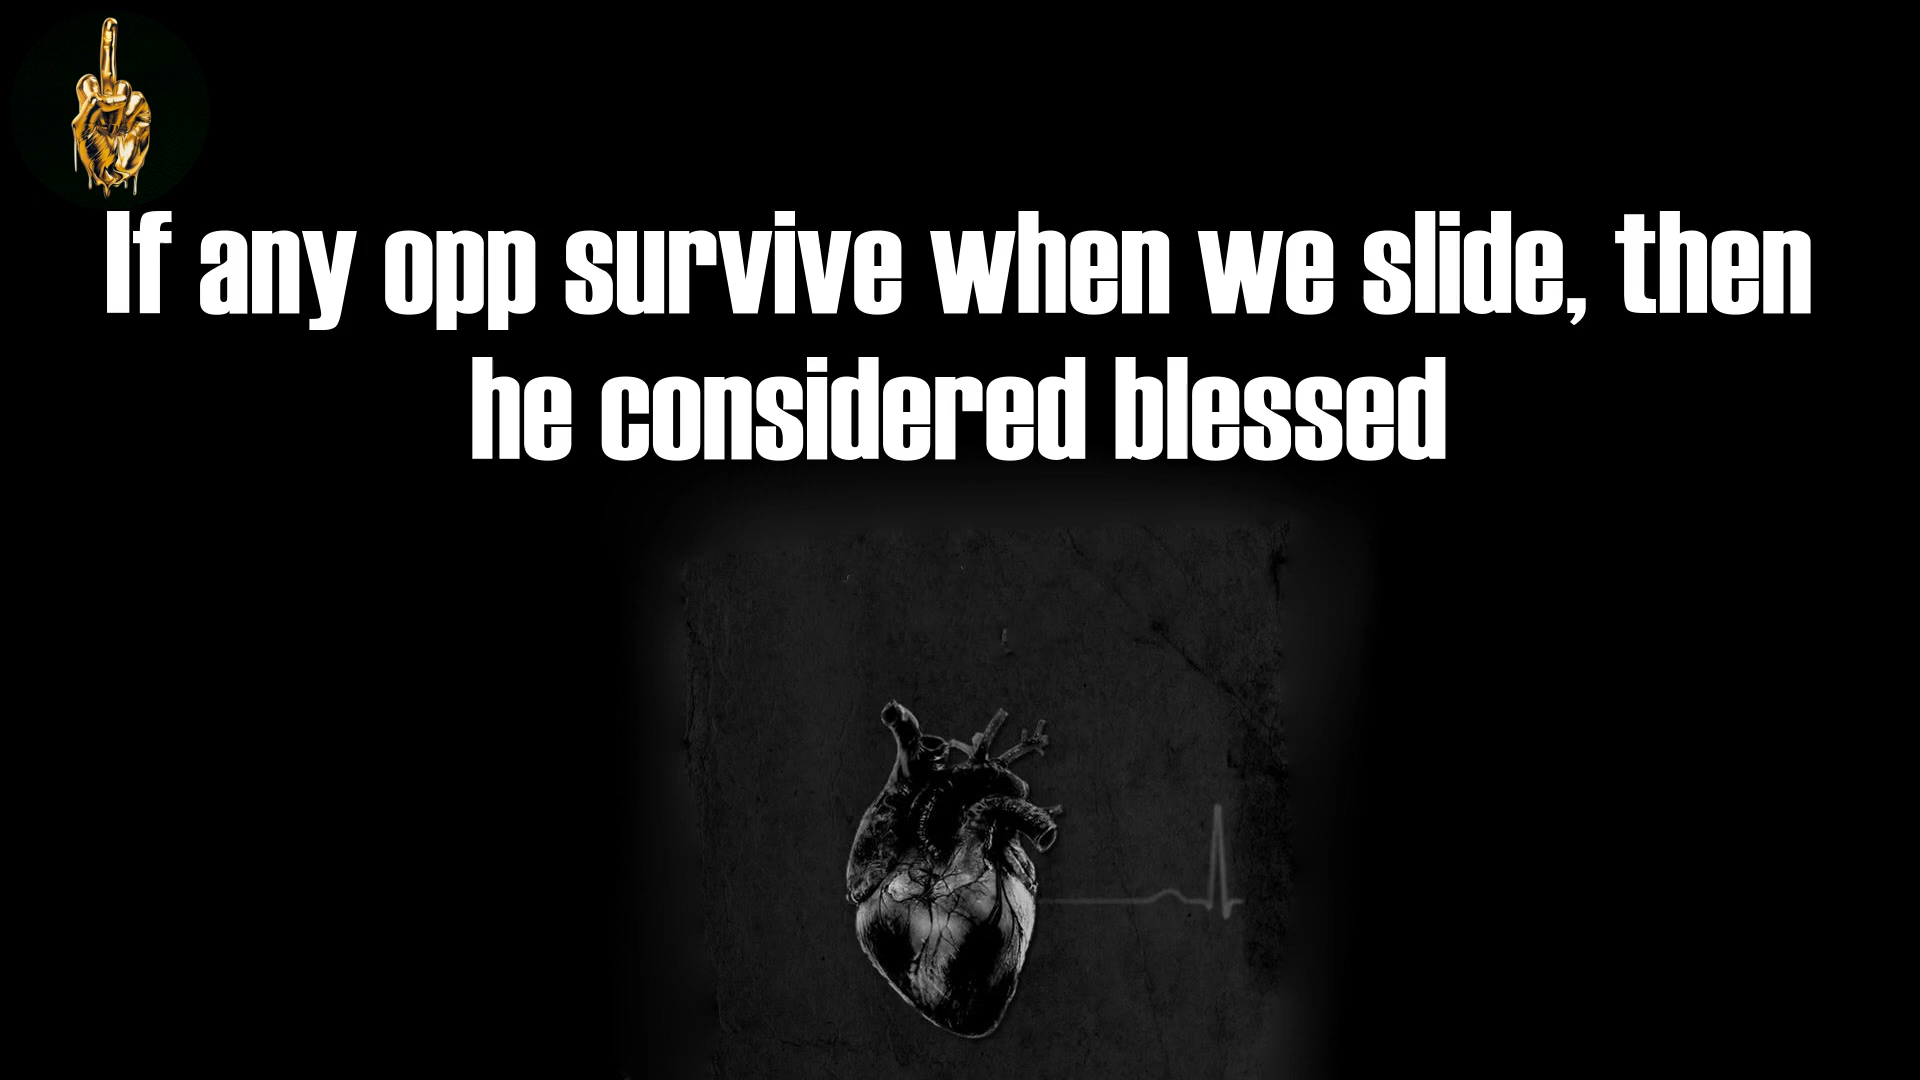 If any opp survive when we slide, then
he considered blessed